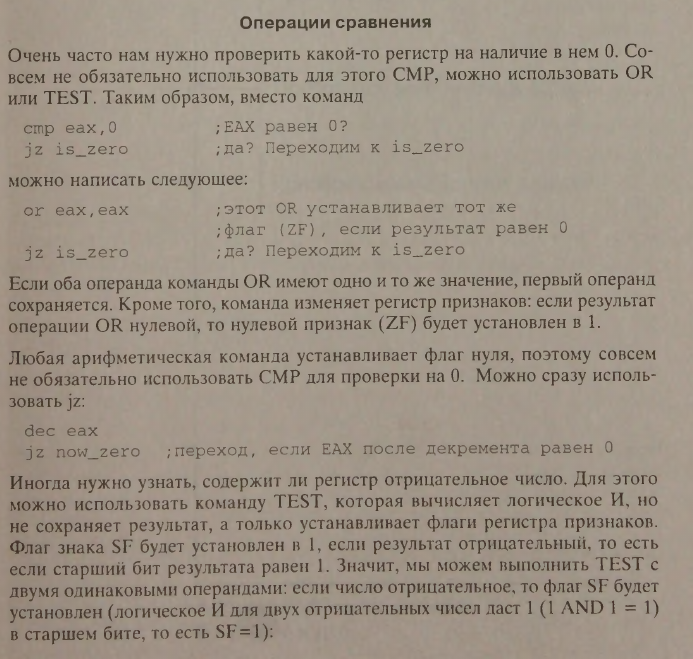 Операции сравнения
Очень часто нам нужно проверить какой-то регистр на наличие в нем 0. Со-
всем не обязательно использовать для этого CMP, можно использовать OR
или TEST. Таким образом, вместо команд
cmp eax,0 ;EAX равен 0?
jz is_zero ;да? Переходим к is_zero
можно написать следующее:
or eax,eax ;этот OR устанавливает тот же
;флаг (ZF), если результат равен 0
jz is_zero ;да? Переходим к is_zero
Если оба операнда команды OR имеют одно и то же значение, первый операнд
сохраняется. Кроме того, команда изменяет регистр признаков: если результат
операции OR нулевой, то нулевой признак (ZF) будет установлен в 1.
Любая арифметическая команда устанавливает флаг нуля, поэтому совсем
не обязательно использовать CMP для проверки на 0. Можно сразу исполь-
зовать jz:
dec eax
jz now_zero ;переход, если EAX после декремента равен 0
Иногда нужно узнать, содержит ли регистр отрицательное число. Для этого
можно использовать команду TEST, которая вычисляет логическое И, но
не сохраняет результат, а только устанавливает флаги регистра признаков.
Флаг знака SF будет установлен в 1, если результат отрицательный, то есть
если старший бит результата равен 1. Значит, мы можем выполнить TEST с
двумя одинаковыми операндами: если число отрицательное, то флаг SF будет
установлен (логическое И для двух отрицательных чисел даст 1 (1 AND 1 = 1)
в старшем бите, то есть SF=1):